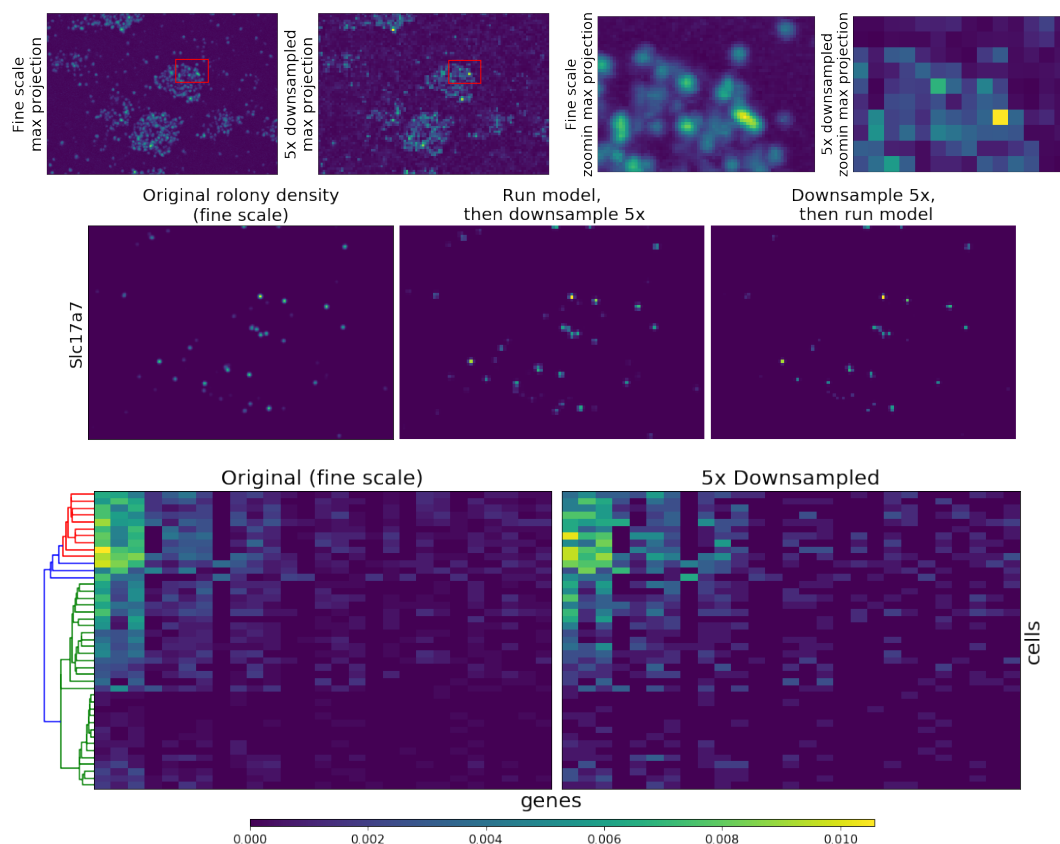 Fine scale
max projection
5x downsampled
max projection
Fine scale
zoomin max projection
5x downsampled
zoomin max projection
Original rolony density
(fine scale)
Run model,
then downsample 5x
Downsample 5x,
then run model
Slc17a7
Original (fine scale)
5x Downsampled
cells
genes
0.000
0.002
0.004
0.006
0.008
0.010